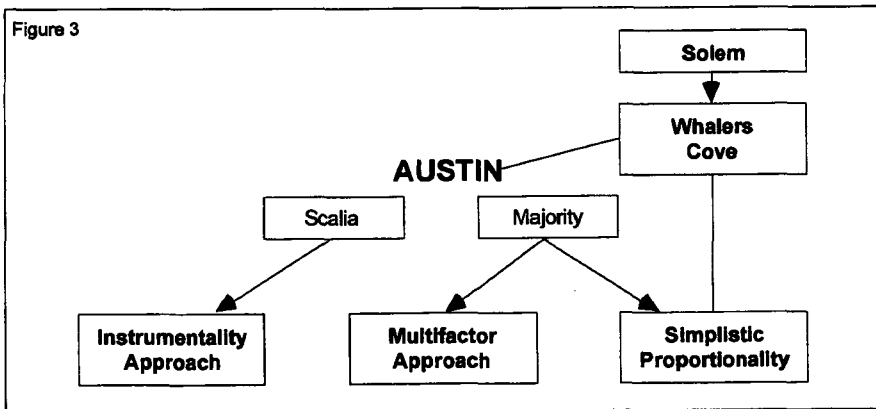 Figure 3
Solem
Whalers
Cove
AUSTIN
Scalia
Majority
Instrumentality
Approach
Multifactor
Approach
Simplistic
Proportionality